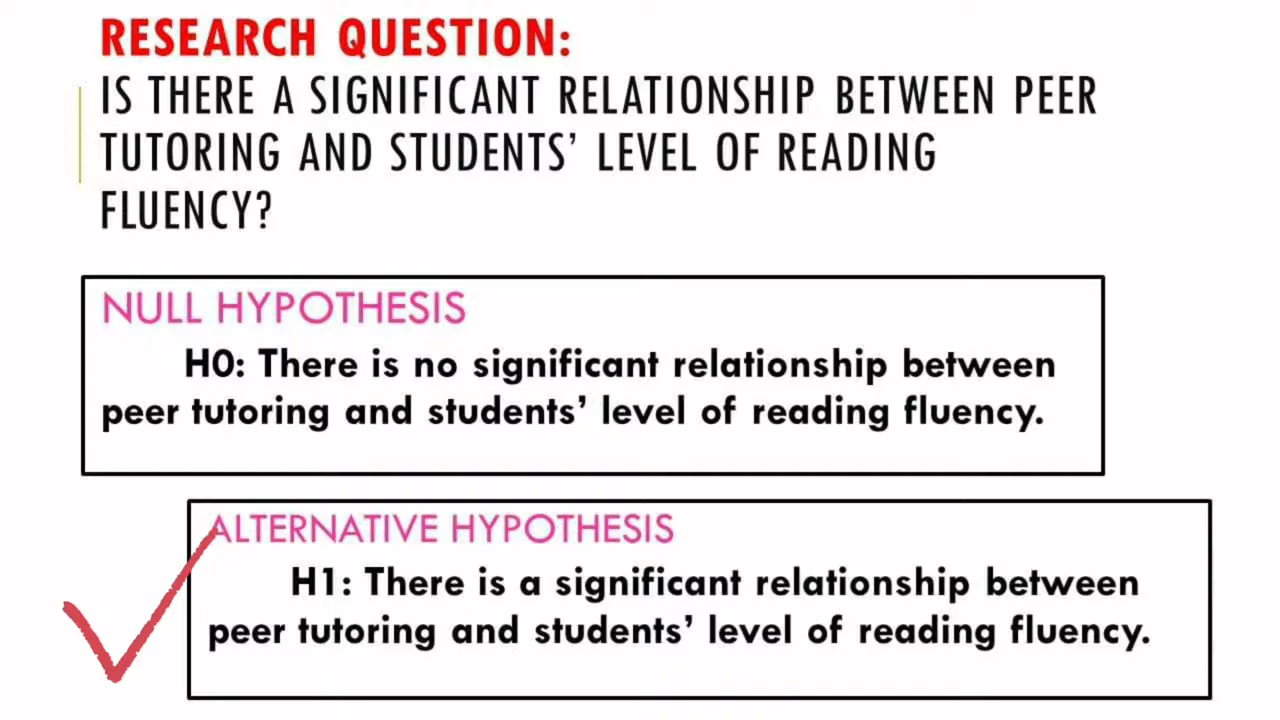 RESEARCH QUESTION:
IS THERE A SIGNIFICANT RELATIONSHIP BETWEEN PEER
TUTORING AND STUDENTS’ LEVEL OF READING
FLUENCY?
NULL HYPOTHESIS
H0: There is no significant relationship between
peer tutoring and students’ level of reading fluency.
ALTERNATIVE HYPOTHESIS
H1: There is a significant relationship between
peer tutoring and students’ level of reading fluency.